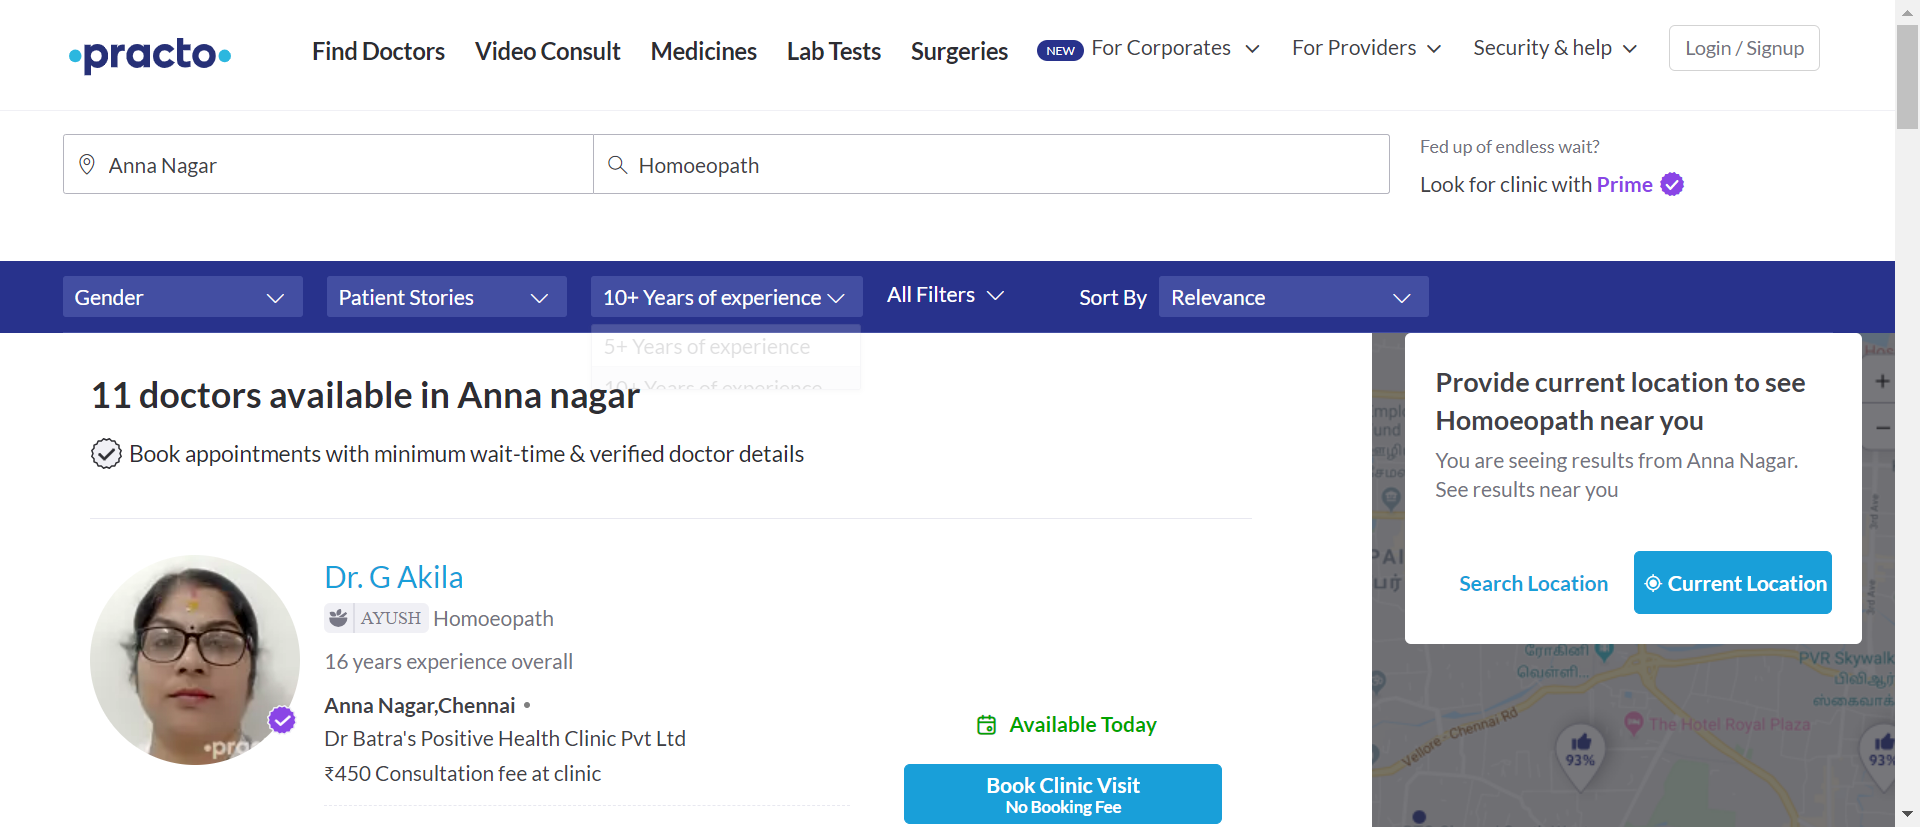 practo
Find Doctors
Video Consult
Medicines
Lab Tests
Surgeries
NEW
For Corporates
For Providers
Security & help
Login / Signup
Anna Nagar
Homoeopath
Fed up of endless wait?
Look for clinic with Prime
Gender
Patient Stories
10+ Years of experience
All Filters
Sort By
Relevance
5+ Years of experience
10+ Years of experience
11 doctors available in Anna nagar
Book appointments with minimum wait-time & verified doctor details
Dr. G Akila
AYUSH
Homoeopath
16 years experience overall
Anna Nagar,Chennai
Dr Batra's Positive Health Clinic Pvt Ltd
₹450 Consultation fee at clinic
Available Today
Book Clinic Visit
No Booking Fee
Provide current location to see
Homoeopath near you
You are seeing results from Anna Nagar.
See results near you
Search Location
Current Location
3rd Ave
3rd Ave
ரோகினி
வெள்ளி...
PVR Skywalk
பிவிஆர்
ஸ்கைவாக்
Vellore - Chennai Rd
The Hotel Royal Plaza
93%
93%